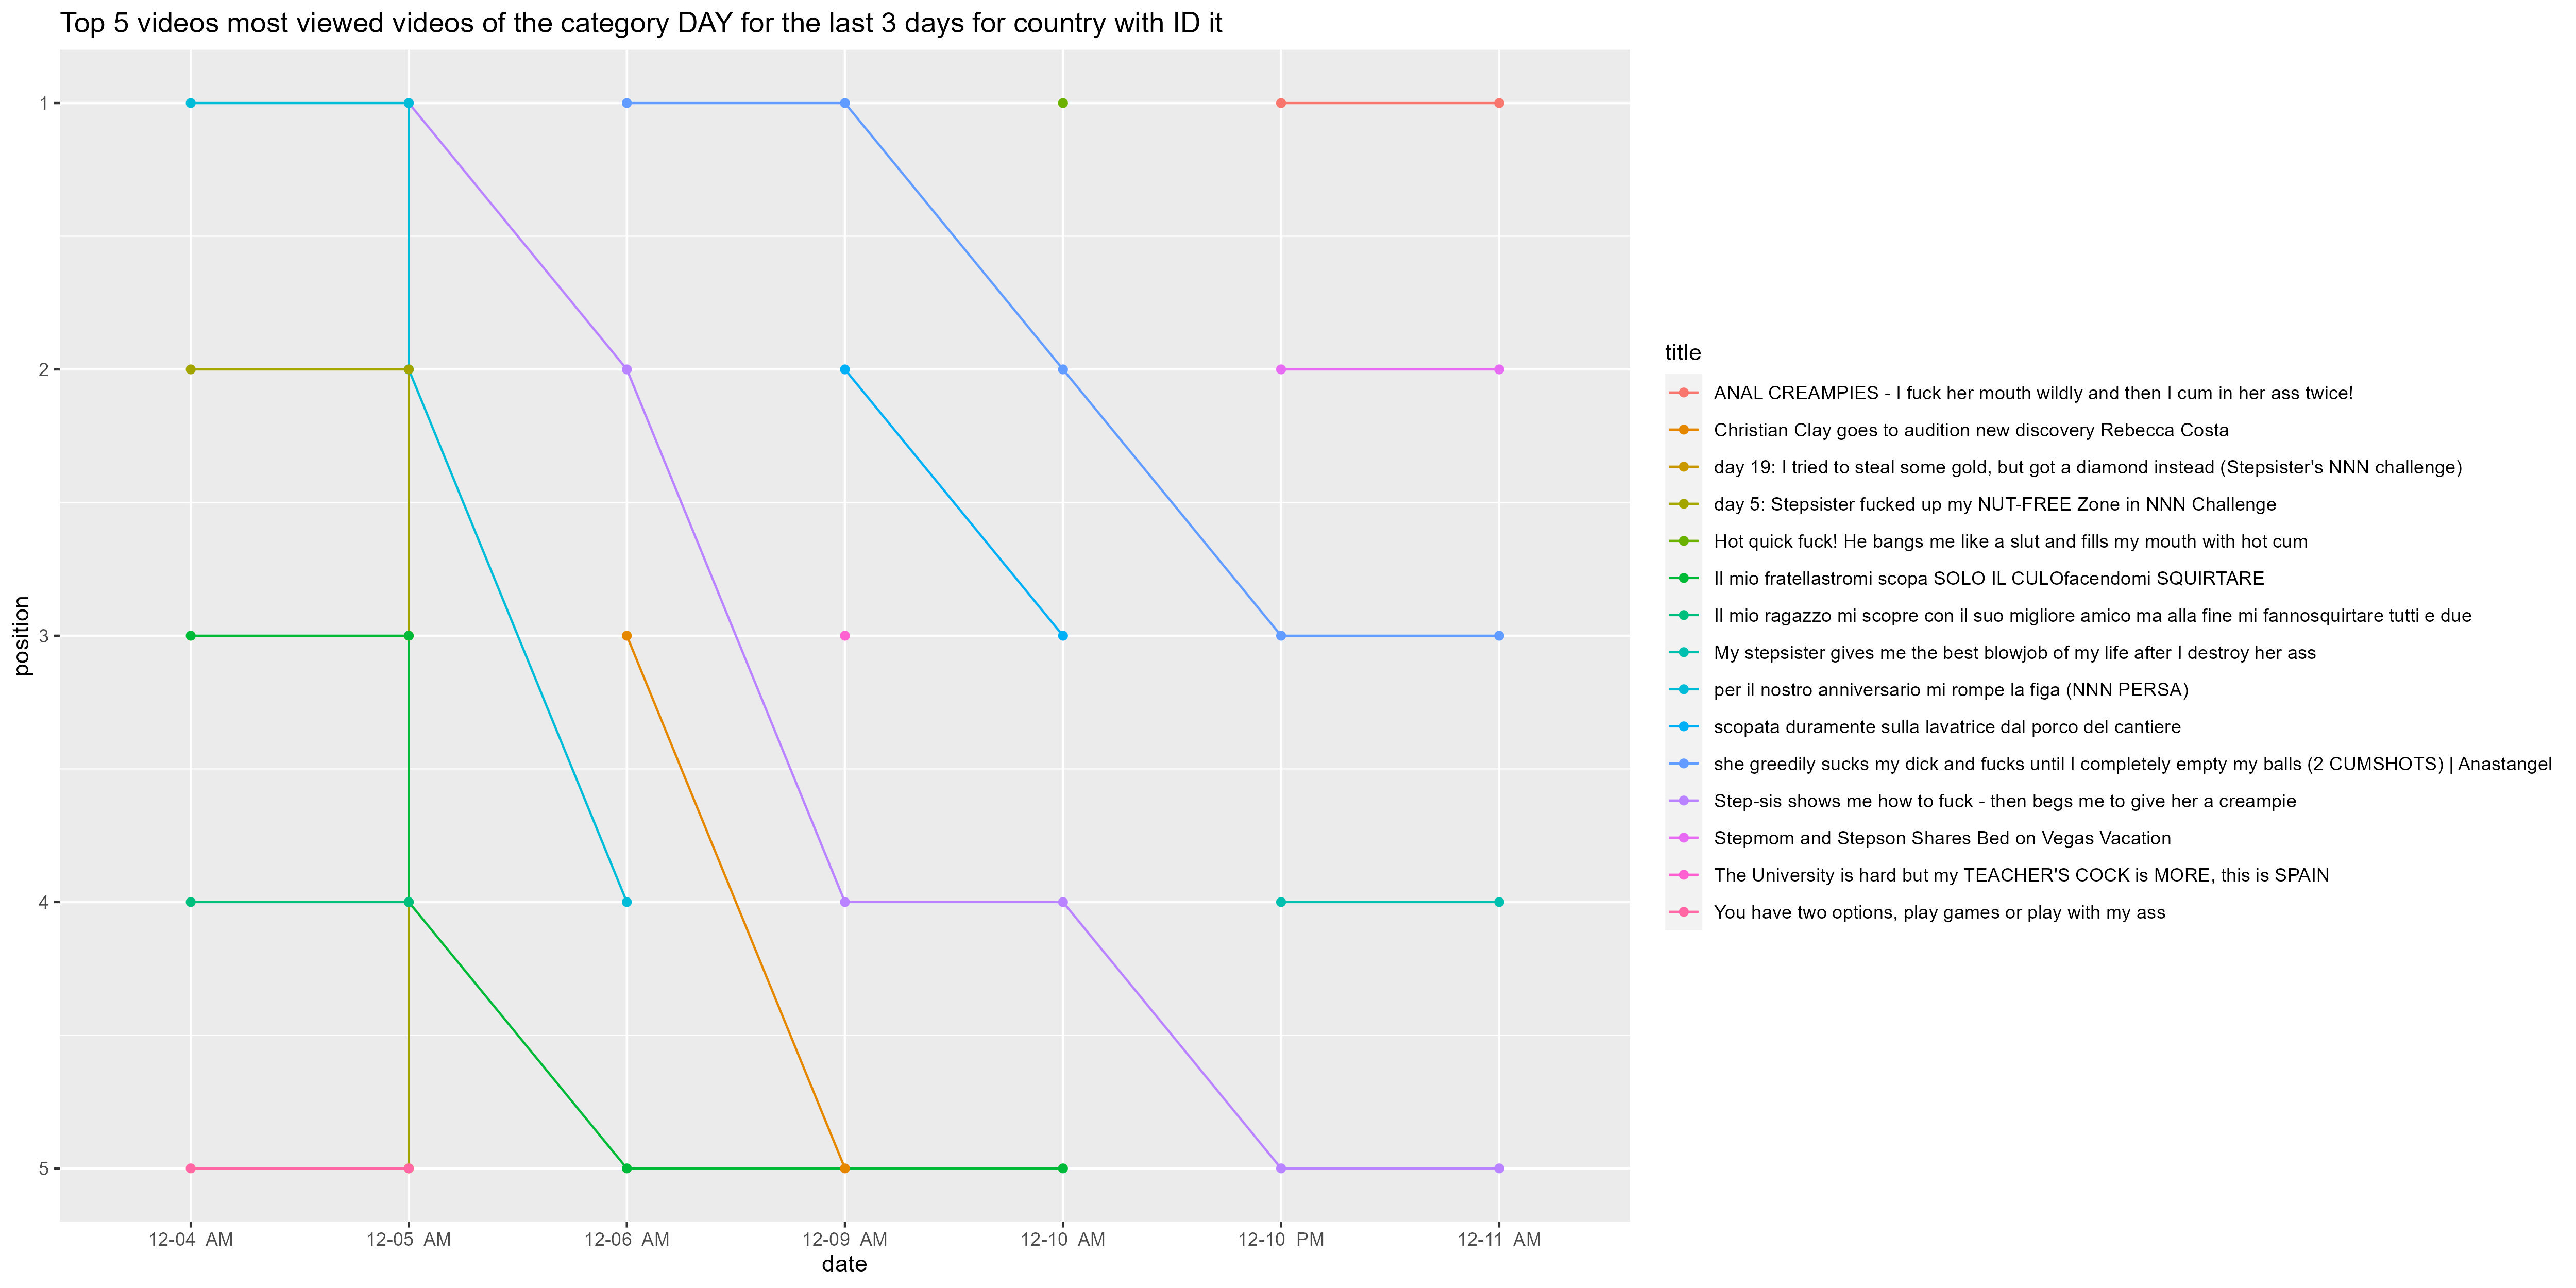 Top 5 videos most viewed videos of the category DAY for the last 3 days for country with ID it
position
1
2
3
4
5
12-04 AM
12-05 AM
12-06 AM
12-09 AM
12-10 AM
12-10 PM
12-11 AM
date
title
ANAL CREAMPIES - I fuck her mouth wildly and then I cum in her ass twice!
Christian Clay goes to audition new discovery Rebecca Costa
day 19: I tried to steal some gold, but got a diamond instead (Stepsister's NNN challenge)
day 5: Stepsister fucked up my NUT-FREE Zone in NNN Challenge
Hot quick fuck! He bangs me like a slut and fills my mouth with hot cum
Il mio fratellastromi scopa SOLO IL CULOfacendomi SQUIRTARE
Il mio ragazzo mi scopre con il suo migliore amico ma alla fine mi fannosquirtare tutti e due
My stepsister gives me the best blowjob of my life after I destroy her ass
per il nostro anniversario mi rompe la figa (NNN PERSA)
scopata duramente sulla lavatrice dal porco del cantiere
she greedily sucks my dick and fucks until I completely empty my balls (2 CUMSHOTS) | Anastangel
Step-sis shows me how to fuck - then begs me to give her a creampie
Stepmom and Stepson Shares Bed on Vegas Vacation
The University is hard but my TEACHER'S COCK is MORE, this is SPAIN
You have two options, play games or play with my ass